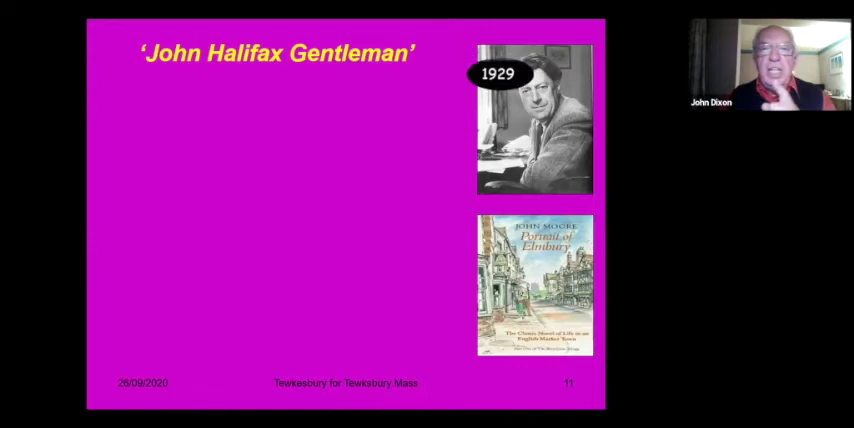 ‘John Halifax Gentleman’
1929
JOHN MOORE
Portrait of
Elmbury
The Classic Novel of Life in an
English Market Town
26/09/2020
Tewkesbury for Tewksbury Mass
11
John Dixon